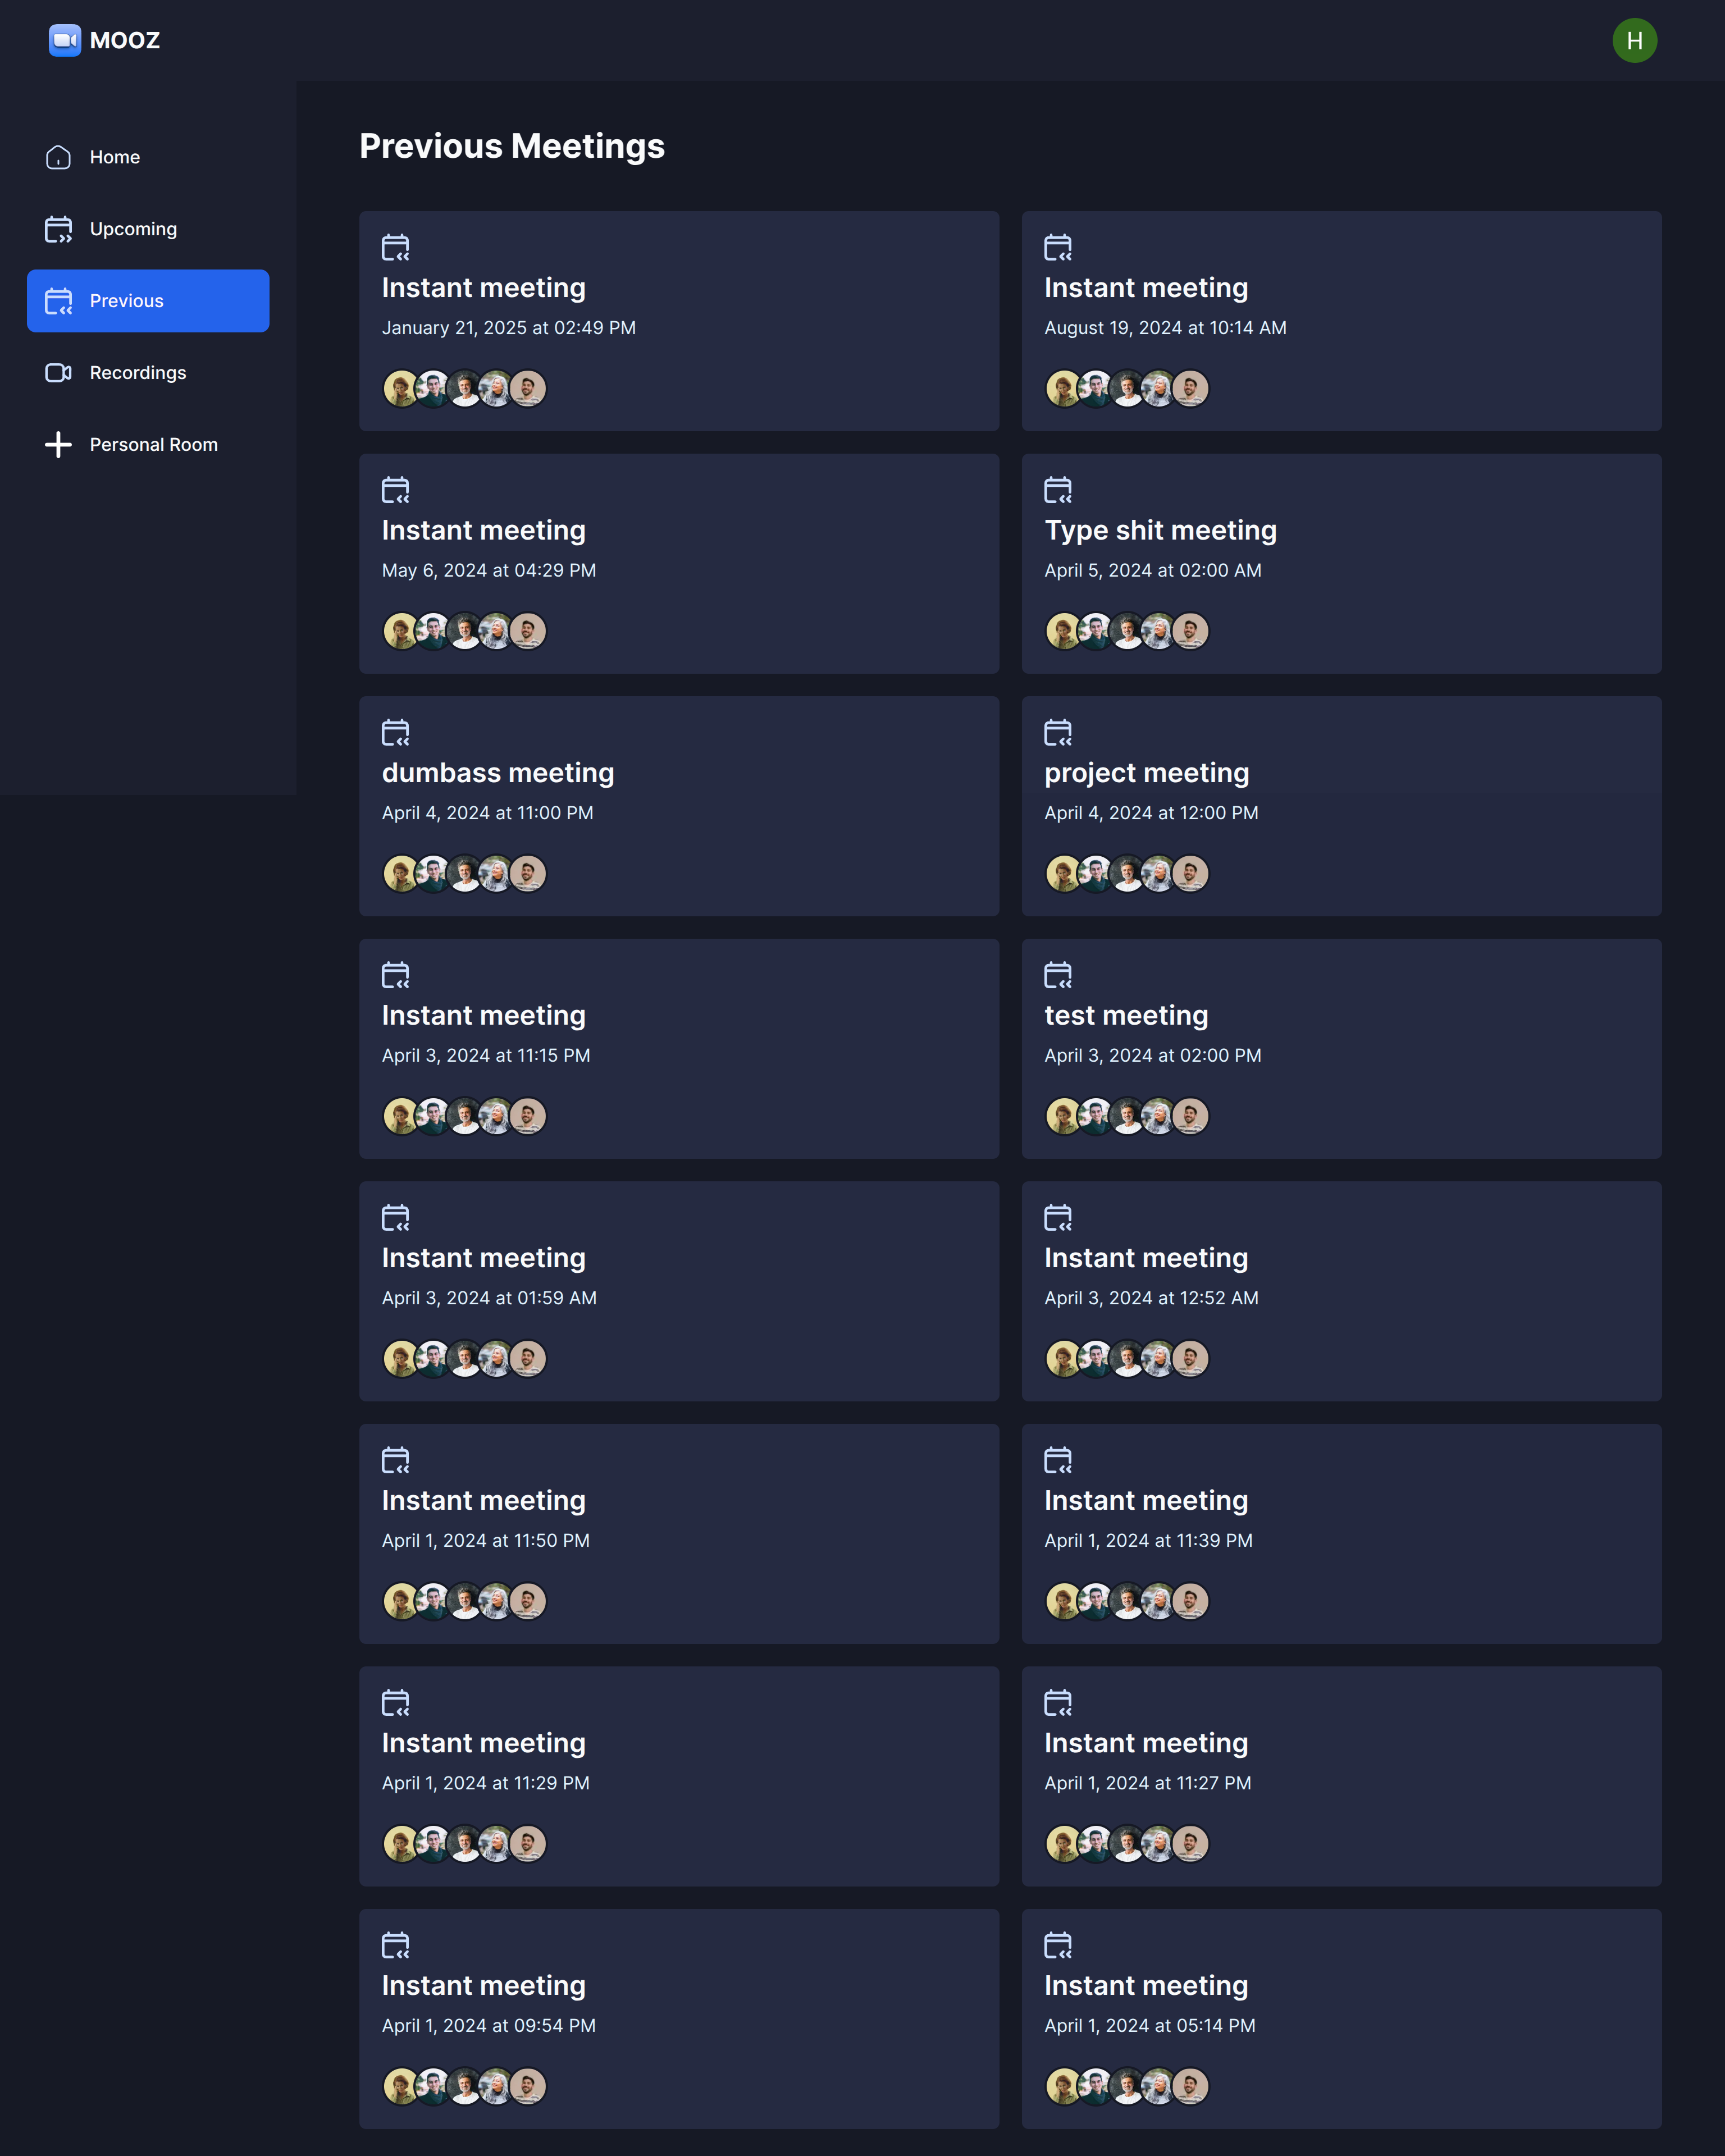 MOOZ
H
Home
Upcoming
Previous
Recordings
Personal Room
Previous Meetings
Instant meeting
January 21, 2025 at 02:49 PM
Instant meeting
August 19, 2024 at 10:14 AM
Instant meeting
May 6, 2024 at 04:29 PM
Type shit meeting
April 5, 2024 at 02:00 AM
dumbass meeting
April 4, 2024 at 11:00 PM
project meeting
April 4, 2024 at 12:00 PM
Instant meeting
April 3, 2024 at 11:15 PM
test meeting
April 3, 2024 at 02:00 PM
Instant meeting
April 3, 2024 at 01:59 AM
Instant meeting
April 3, 2024 at 12:52 AM
Instant meeting
April 1, 2024 at 11:50 PM
Instant meeting
April 1, 2024 at 11:39 PM
Instant meeting
April 1, 2024 at 11:29 PM
Instant meeting
April 1, 2024 at 11:27 PM
Instant meeting
April 1, 2024 at 09:54 PM
Instant meeting
April 1, 2024 at 05:14 PM